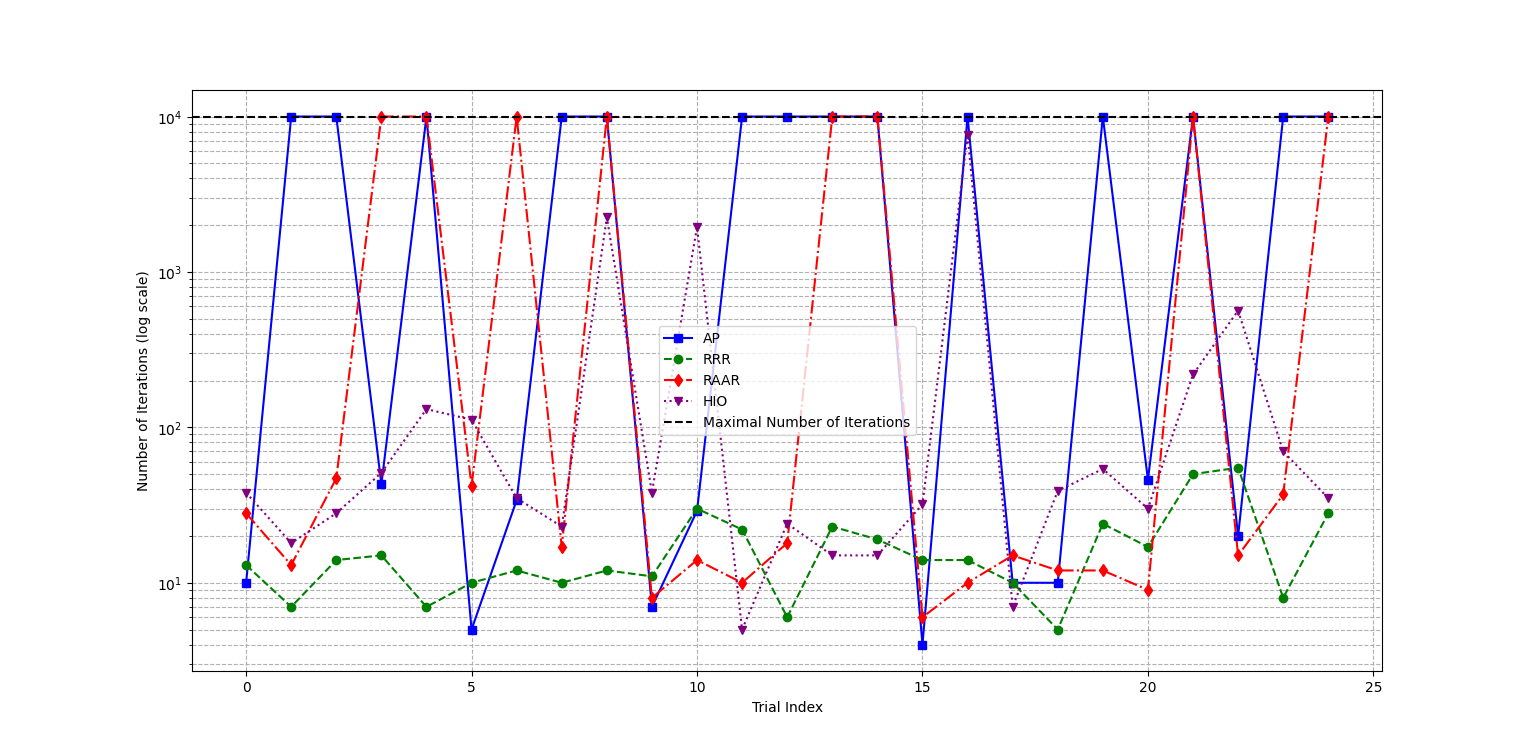 10⁴
10³
10²
10¹
Number of Iterations (log scale)
AP
RRR
RAAR
HIO
Maximal Number of Iterations
0 5 10 15 20 25
Trial Index